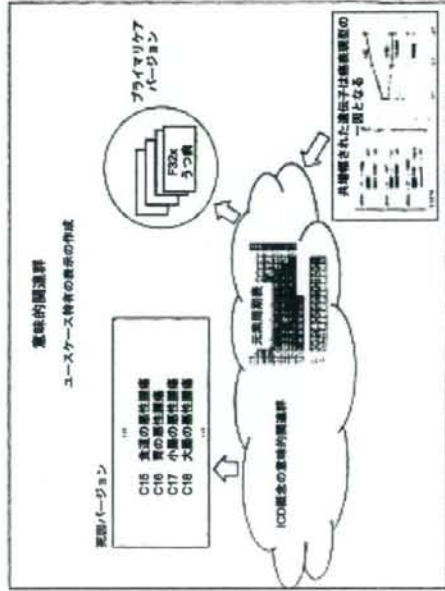 意味的関連群
ユースケース特有の表示の作成
死因バージョン
C15 食道の悪性腫瘍
C16 胃の悪性腫瘍
C17 小腸の悪性腫瘍
C18 大腸の悪性腫瘍
プライマリケア
バージョン
F32x
うつ病
ICD概念の意味的関連群
元素周期表
共増幅された遺伝子は癌表現型の
一因となる